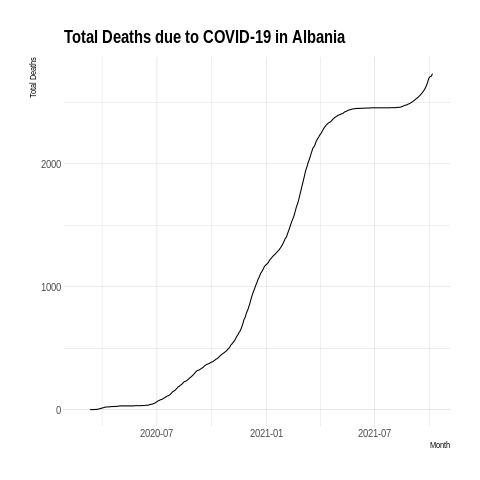 Total Deaths due to COVID-19 in Albania
Total Deaths
2000
1000
0
2020-07
2021-01
2021-07
Month